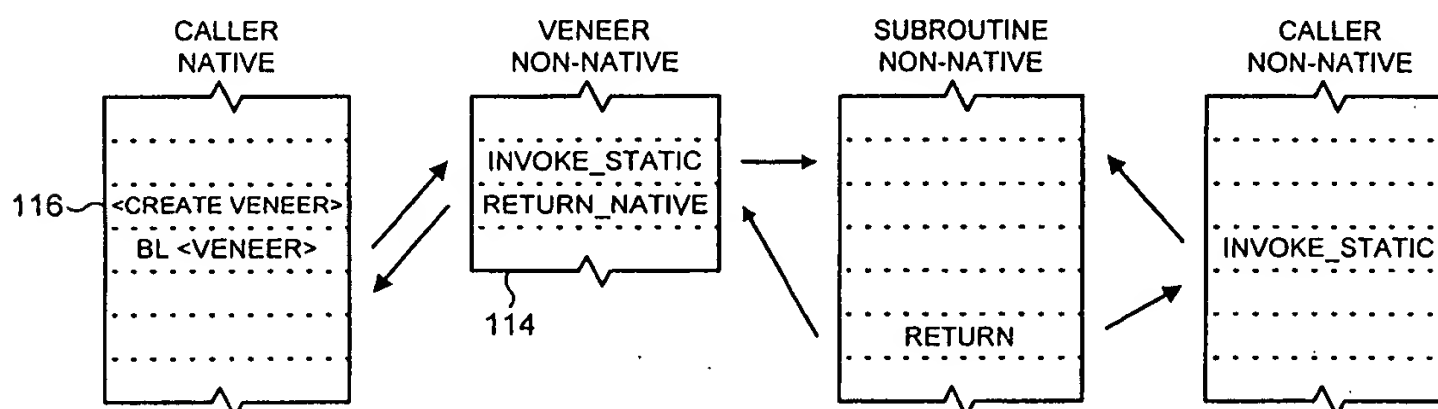 CALLER
NATIVE
VENEER
NON-NATIVE
SUBROUTINE
NON-NATIVE
CALLER
NON-NATIVE
INVOKE_STATIC
116
<CREATE VENEER>
RETURN_NATIVE
BL <VENEER>
INVOKE_STATIC
114
RETURN